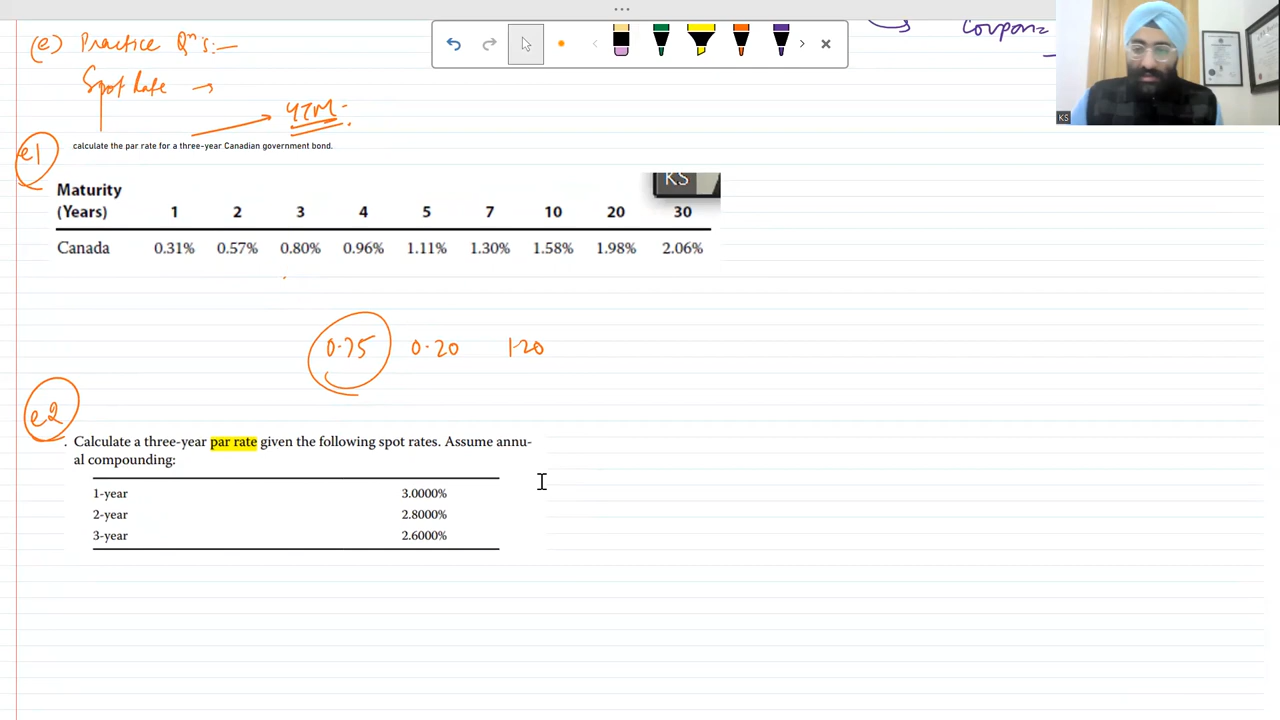 ...
(e) Practice Qn's:-
Coupons
Spot Rate →
YTM
e1
calculate the par rate for a three-year Canadian government bond.
KS
KS
Maturity
(Years) 1 2 3 4 5 7 10 20 30
Canada 0.31% 0.57% 0.80% 0.96% 1.11% 1.30% 1.58% 1.98% 2.06%
0.75 0.20 1.20
e2
. Calculate a three-year par rate given the following spot rates. Assume annu-
al compounding:
1-year 3.0000%
2-year 2.8000%
3-year 2.6000%